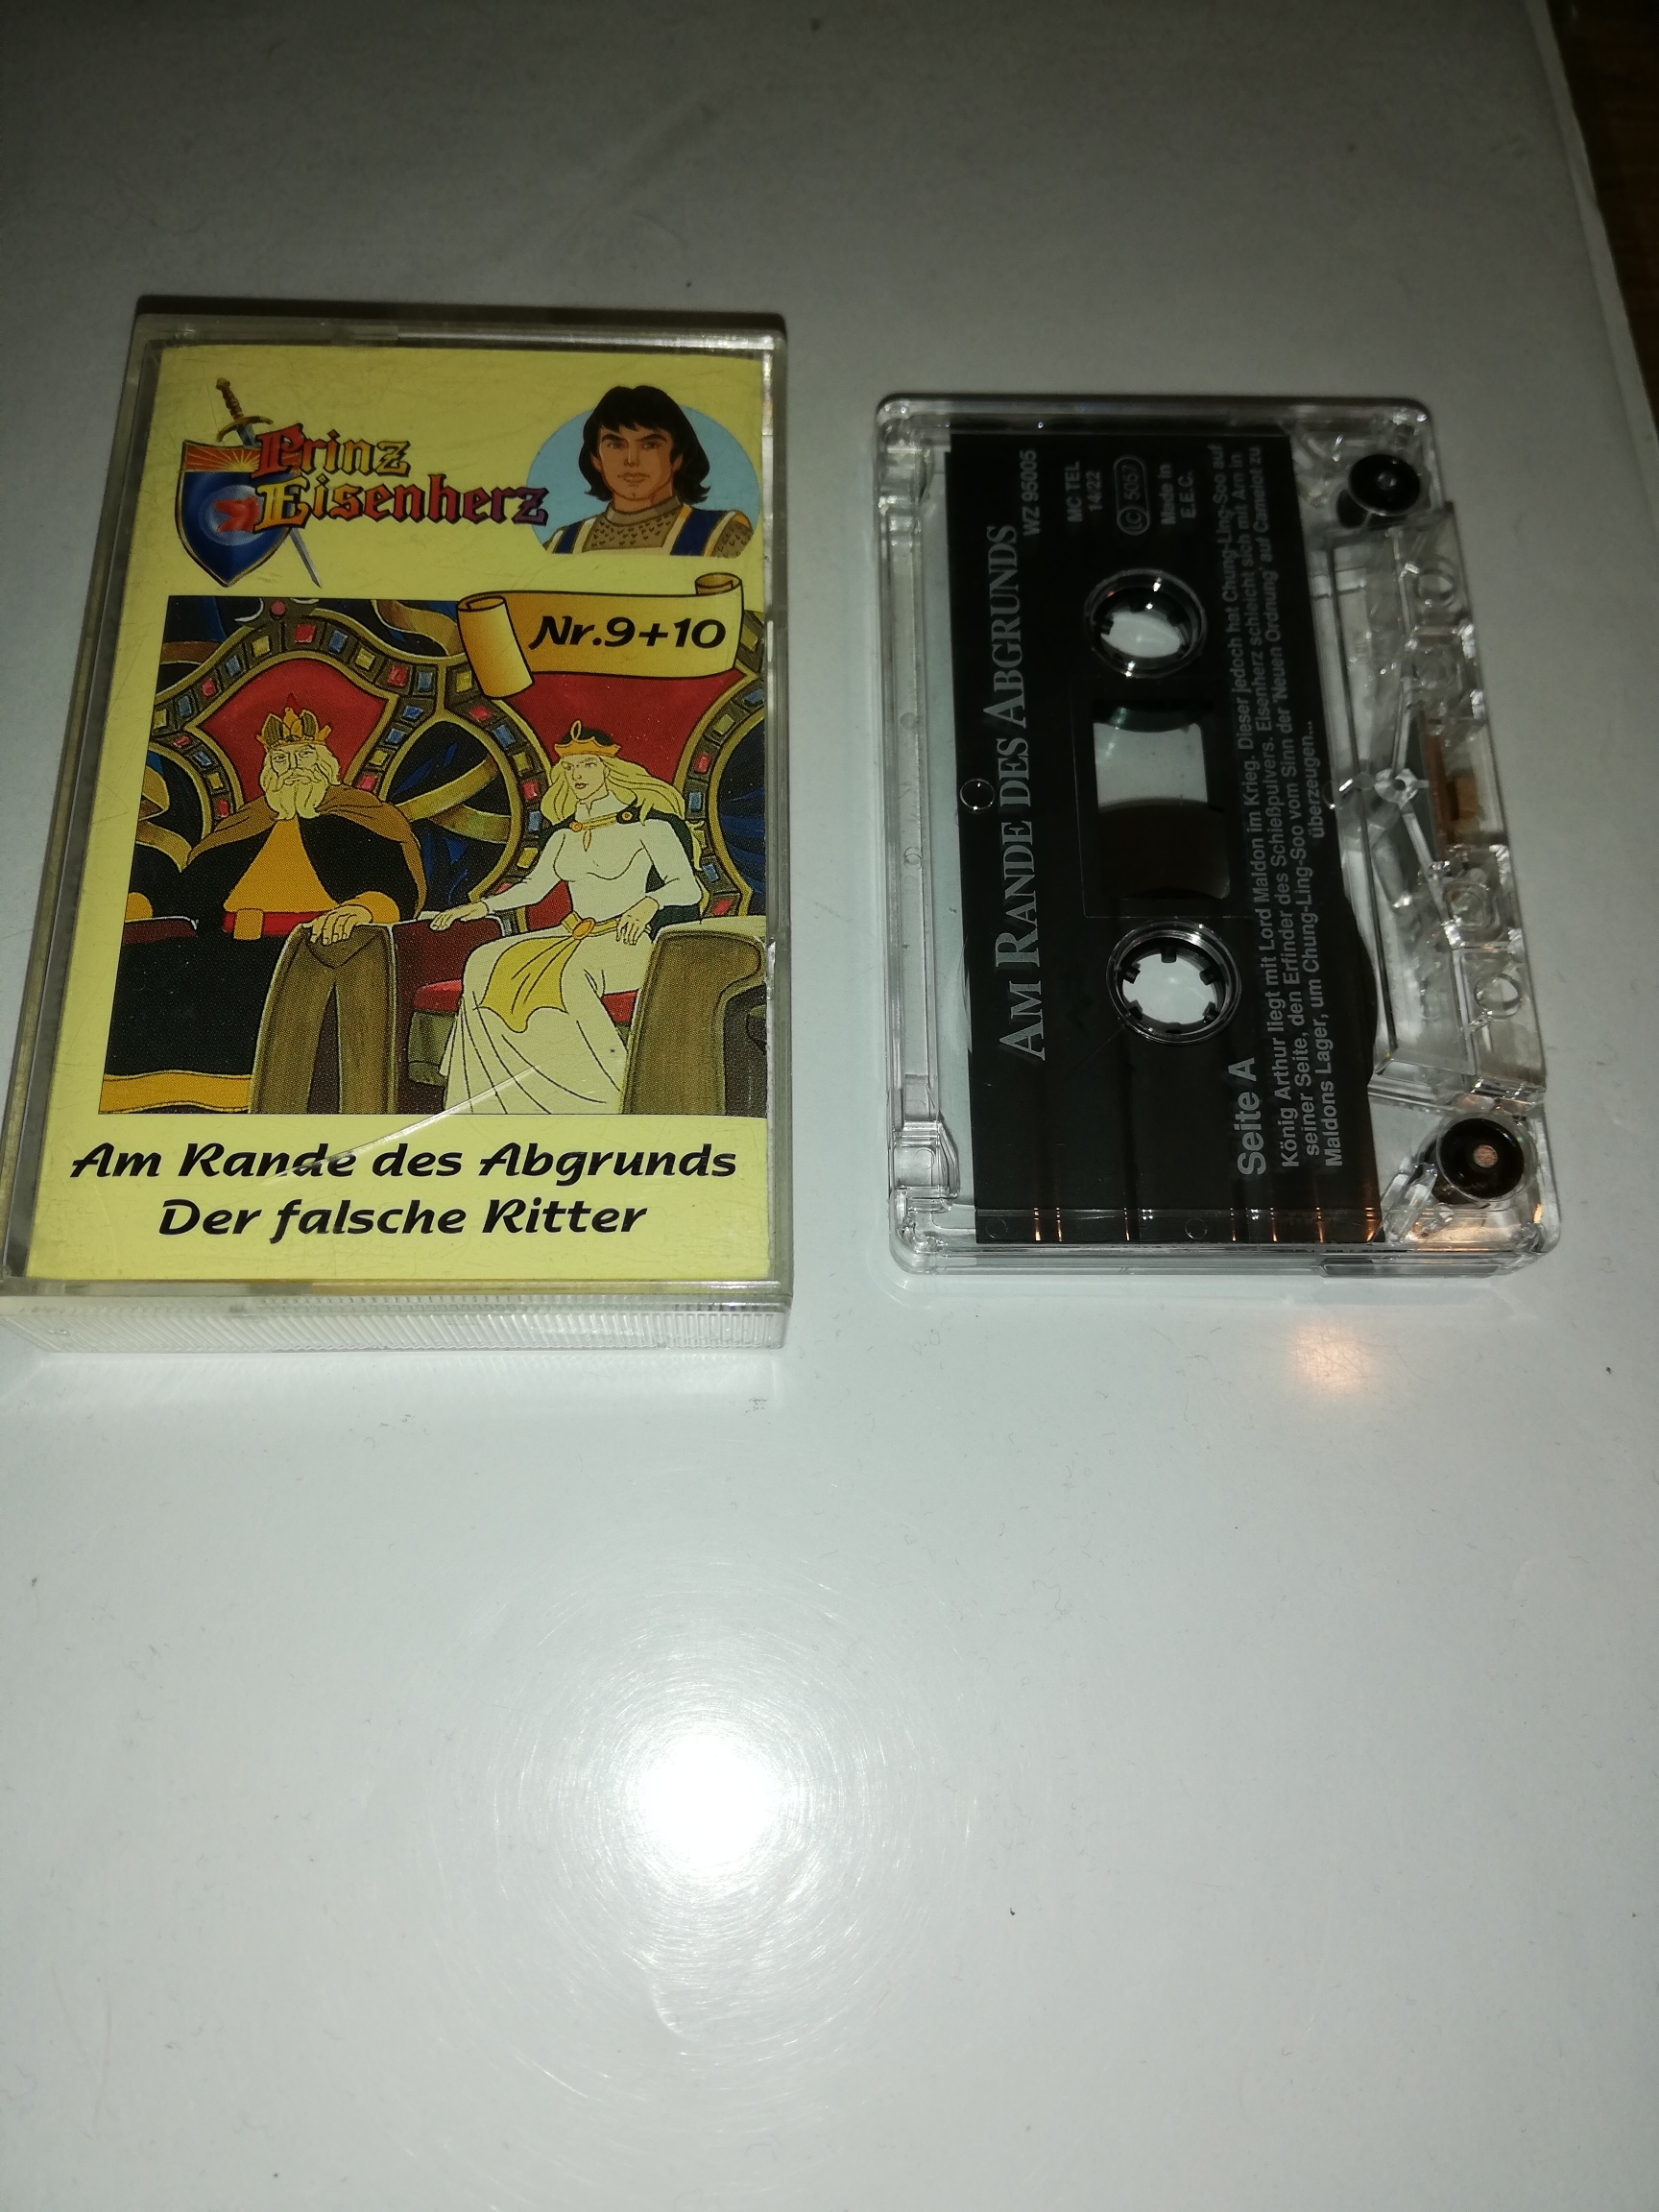 Prinz
Eisenherz
Nr.9+10
Am Rande des Abgrunds
Der falsche Ritter
AM RANDE DES ABGRUNDS
WZ 95005
MC TEL
14/22
C 5057
Made in
E.E.C.
Seite A
König Arthur liegt mit Lord Maldon im Krieg. Dieser jedoch hat Chung-Ling-Soo auf
seiner Seite, den Erfinder des Schießpulvers. Eisenherz schleicht sich mit Arn in
Maldons Lager, um Chung-Ling-Soo vom Sinn der 'Neuen Ordnung' auf Camelot zu
überzeugen...